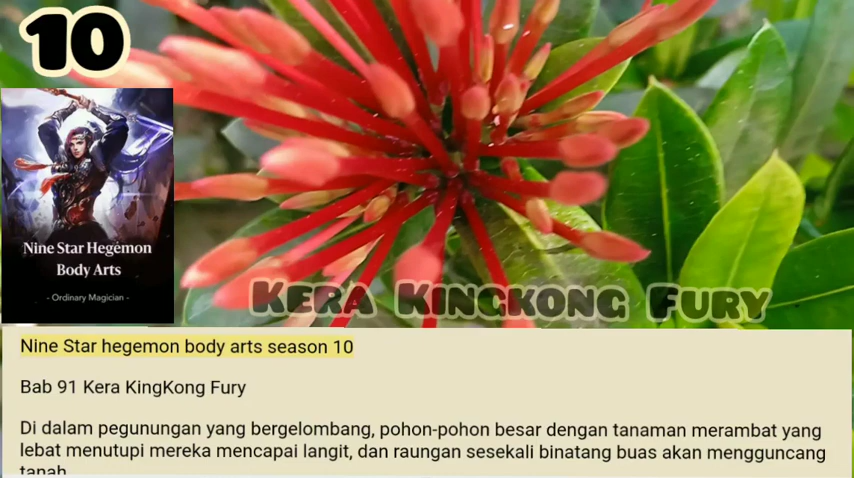 10
Nine Star Hegemon
Body Arts
- Ordinary Magician -
Kera Kingkong Fury
Nine Star hegemon body arts season 10
Bab 91 Kera KingKong Fury
Di dalam pegunungan yang bergelombang, pohon-pohon besar dengan tanaman merambat yang
lebat menutupi mereka mencapai langit, dan raungan sesekali binatang buas akan mengguncang
tanah